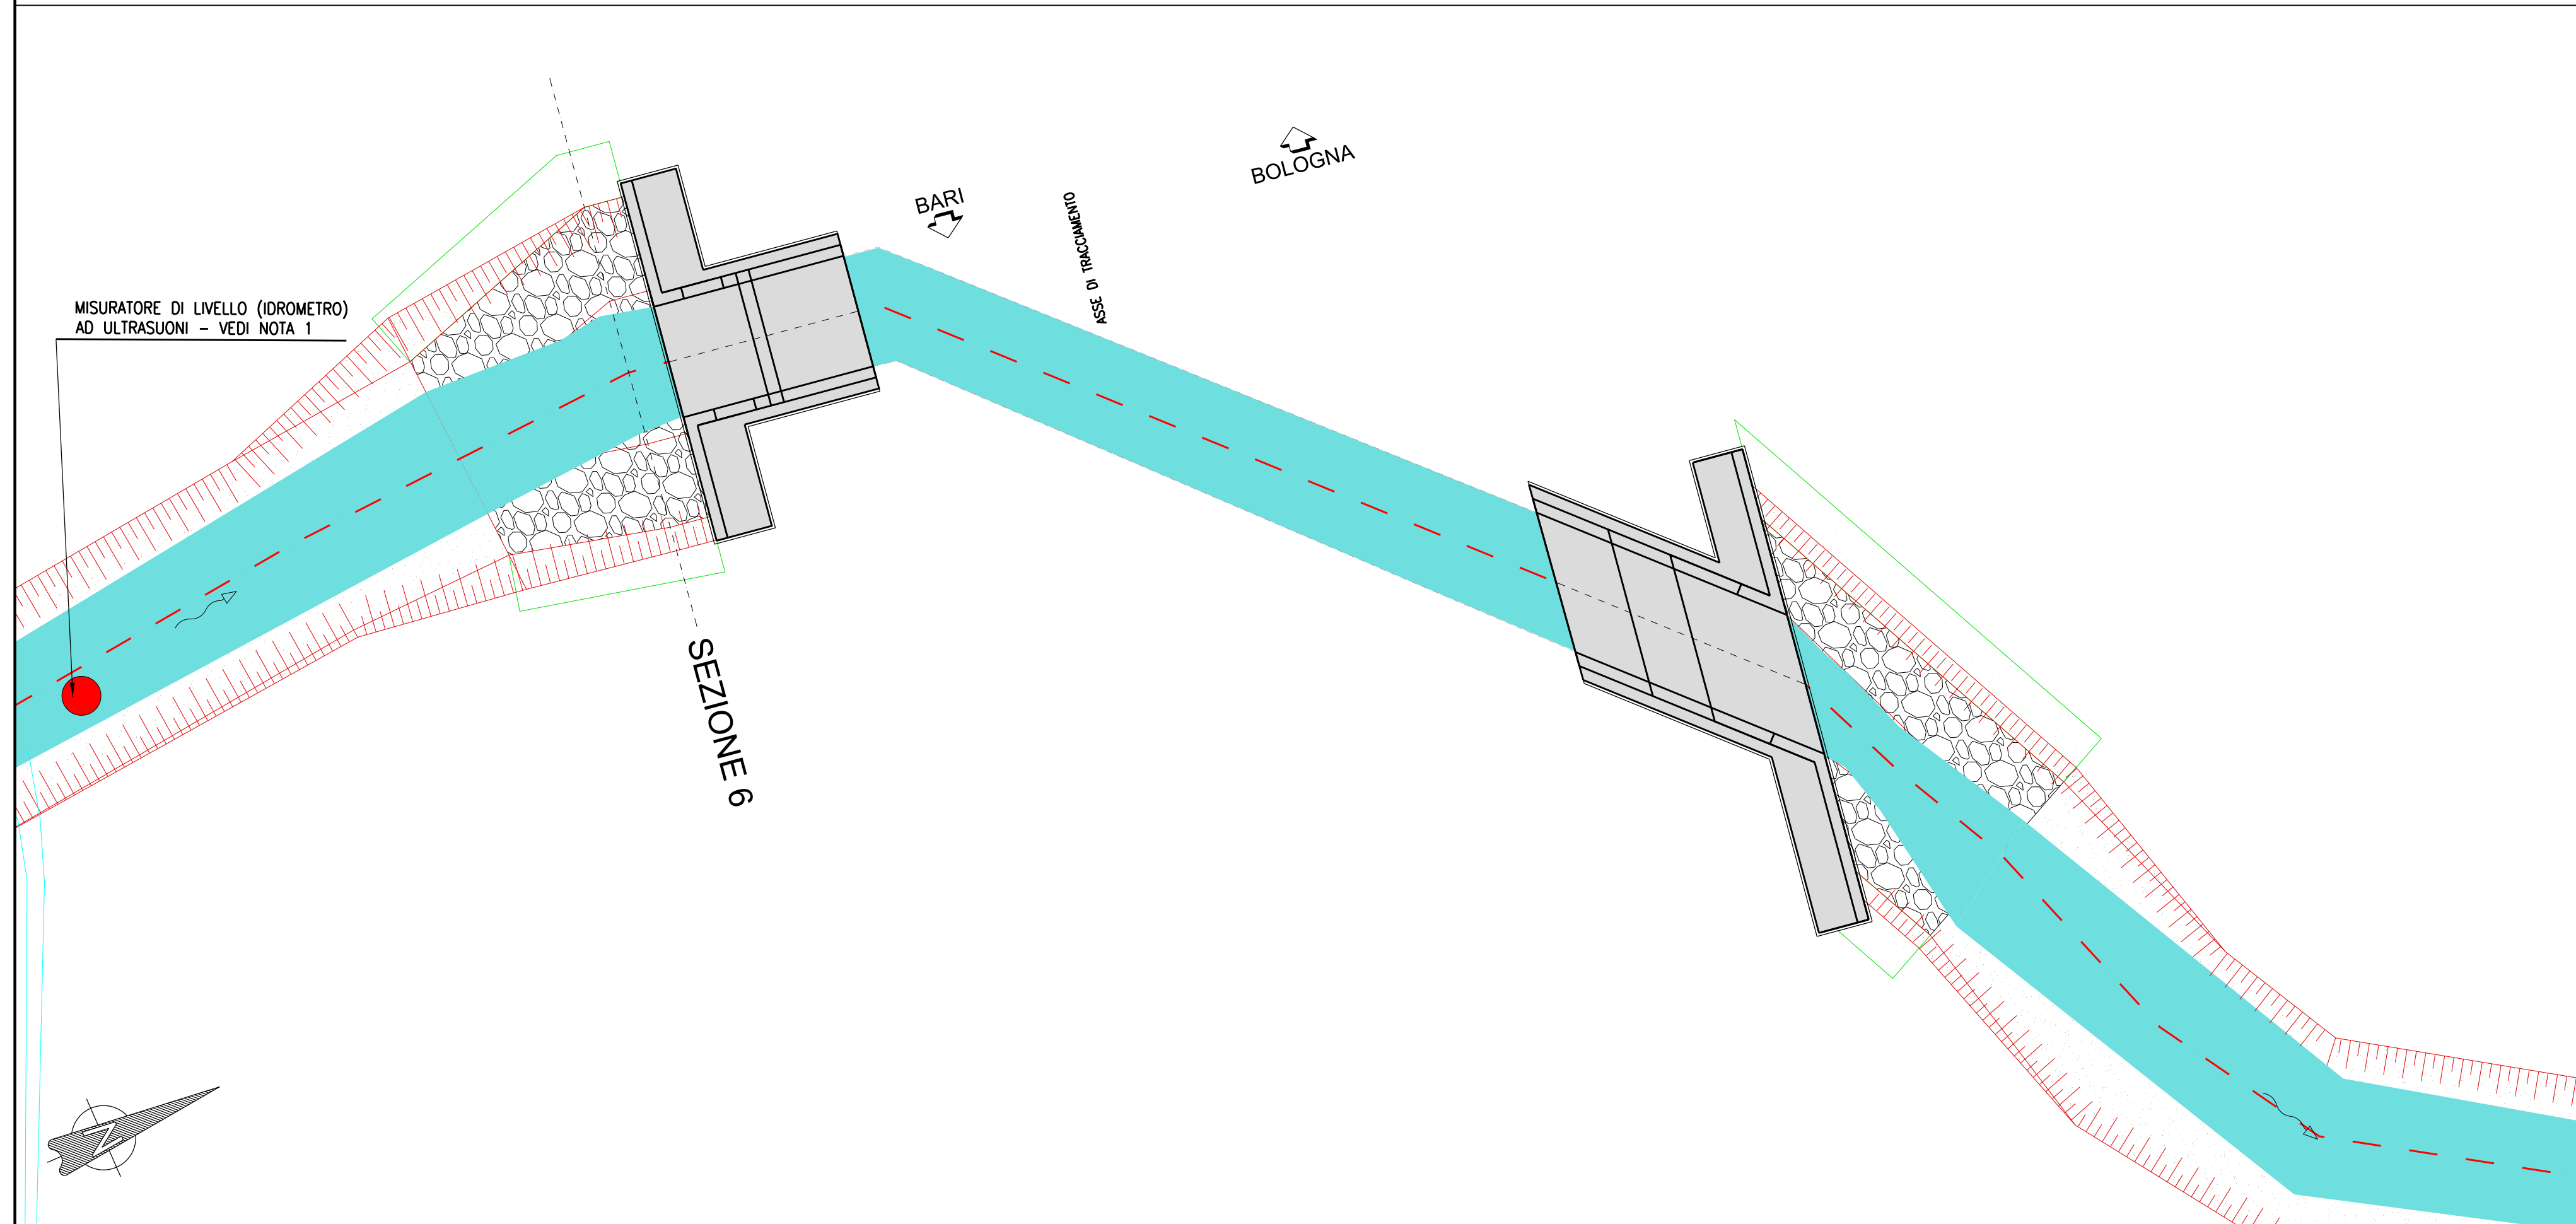 BOLOGNA
BARI
ASSE DI TRACCIAMENTO
MISURATORE DI LIVELLO (IDROMETRO)
AD ULTRASUONI – VEDI NOTA 1
SEZIONE 6
N